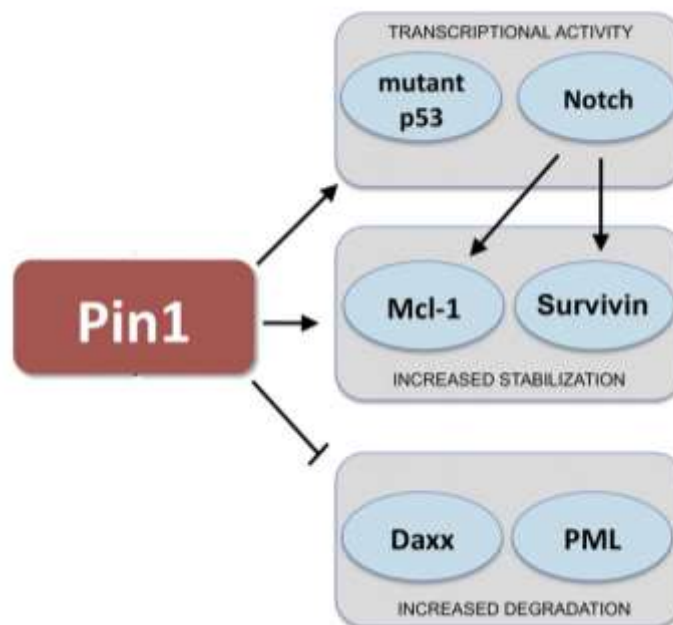 TRANSCRIPTIONAL ACTIVITY
mutant
p53
Notch
Pin1
Mcl-1
Survivin
INCREASED STABILIZATION
Daxx
PML
INCREASED DEGRADATION